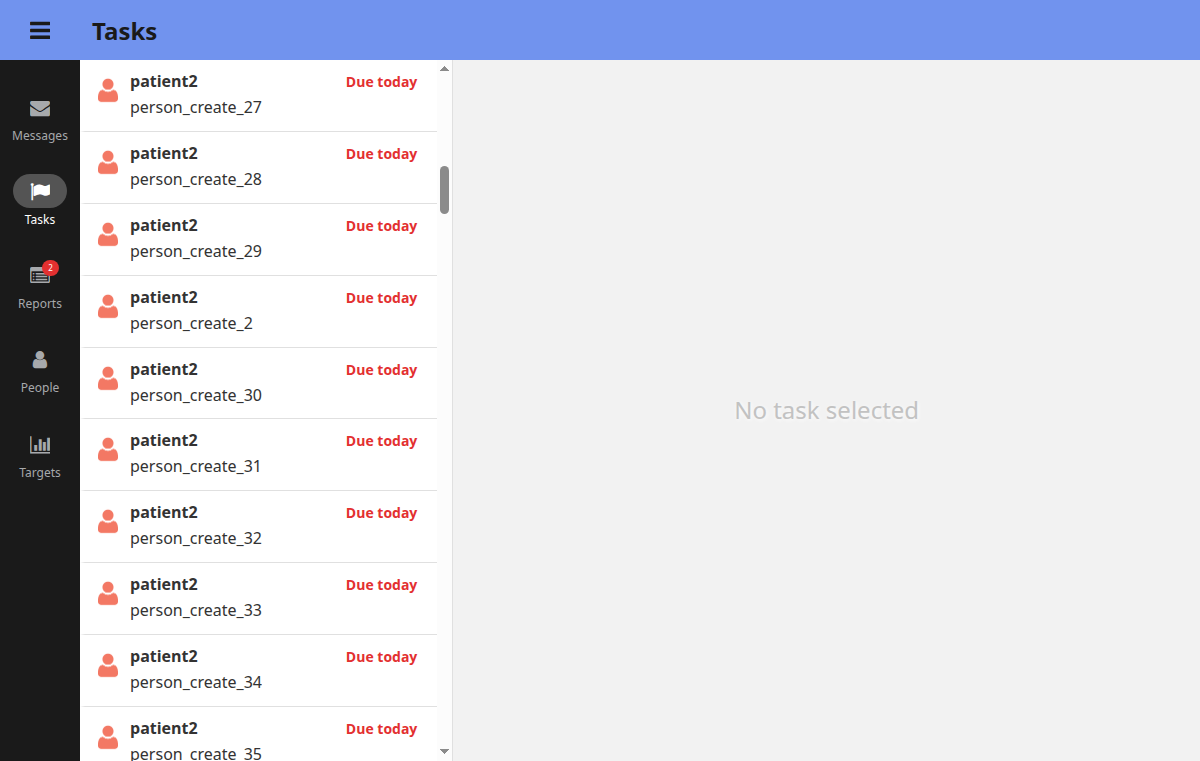 Tasks
Messages
Tasks
2
Reports
People
Targets
patient2 Due today
person_create_27
patient2 Due today
person_create_28
patient2 Due today
person_create_29
patient2 Due today
person_create_2
patient2 Due today
person_create_30
patient2 Due today
person_create_31
patient2 Due today
person_create_32
patient2 Due today
person_create_33
patient2 Due today
person_create_34
patient2 Due today
person_create_35
No task selected